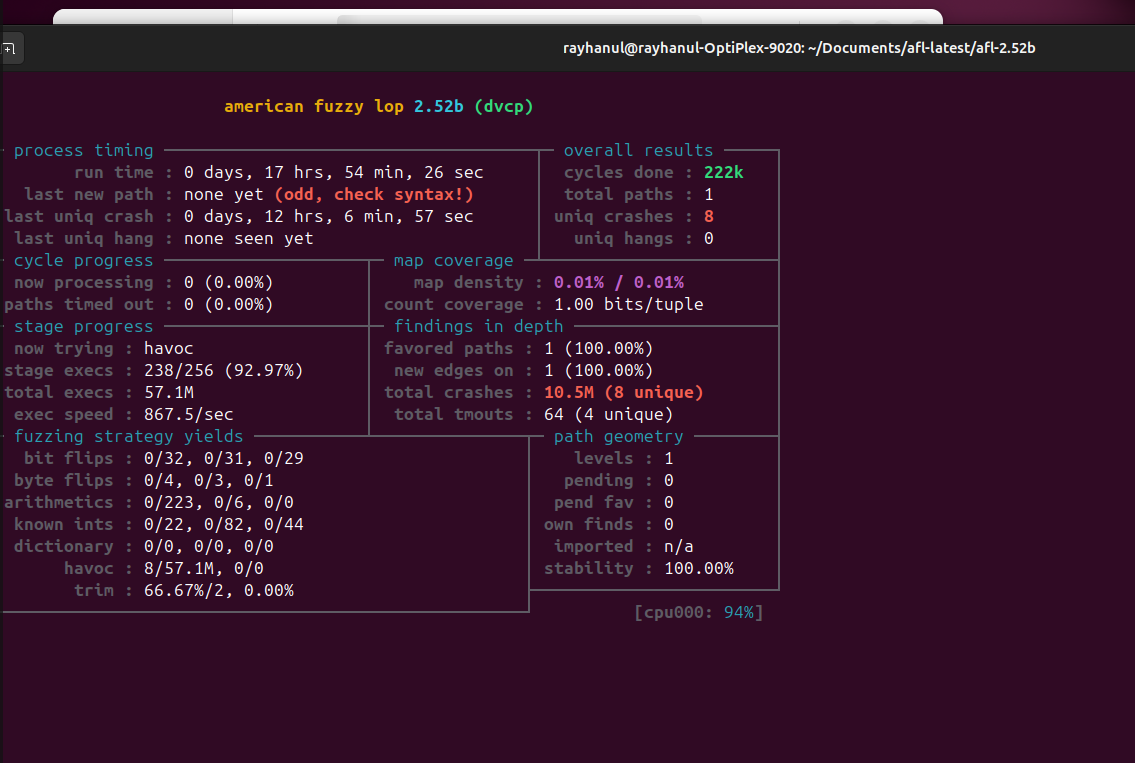 rayhanul@rayhanul-OptiPlex-9020: ~/Documents/afl-latest/afl-2.52b
american fuzzy lop 2.52b (dvcp)
process timing
run time : 0 days, 17 hrs, 54 min, 26 sec
last new path : none yet (odd, check syntax!)
last uniq crash : 0 days, 12 hrs, 6 min, 57 sec
last uniq hang : none seen yet
overall results
cycles done : 222k
total paths : 1
uniq crashes : 8
uniq hangs : 0
cycle progress
now processing : 0 (0.00%)
paths timed out : 0 (0.00%)
map coverage
map density : 0.01% / 0.01%
count coverage : 1.00 bits/tuple
stage progress
now trying : havoc
stage execs : 238/256 (92.97%)
total execs : 57.1M
exec speed : 867.5/sec
findings in depth
favored paths : 1 (100.00%)
new edges on : 1 (100.00%)
total crashes : 10.5M (8 unique)
total tmouts : 64 (4 unique)
fuzzing strategy yields
bit flips : 0/32, 0/31, 0/29
byte flips : 0/4, 0/3, 0/1
arithmetics : 0/223, 0/6, 0/0
known ints : 0/22, 0/82, 0/44
dictionary : 0/0, 0/0, 0/0
havoc : 8/57.1M, 0/0
trim : 66.67%/2, 0.00%
path geometry
levels : 1
pending : 0
pend fav : 0
own finds : 0
imported : n/a
stability : 100.00%
[cpu000: 94%]